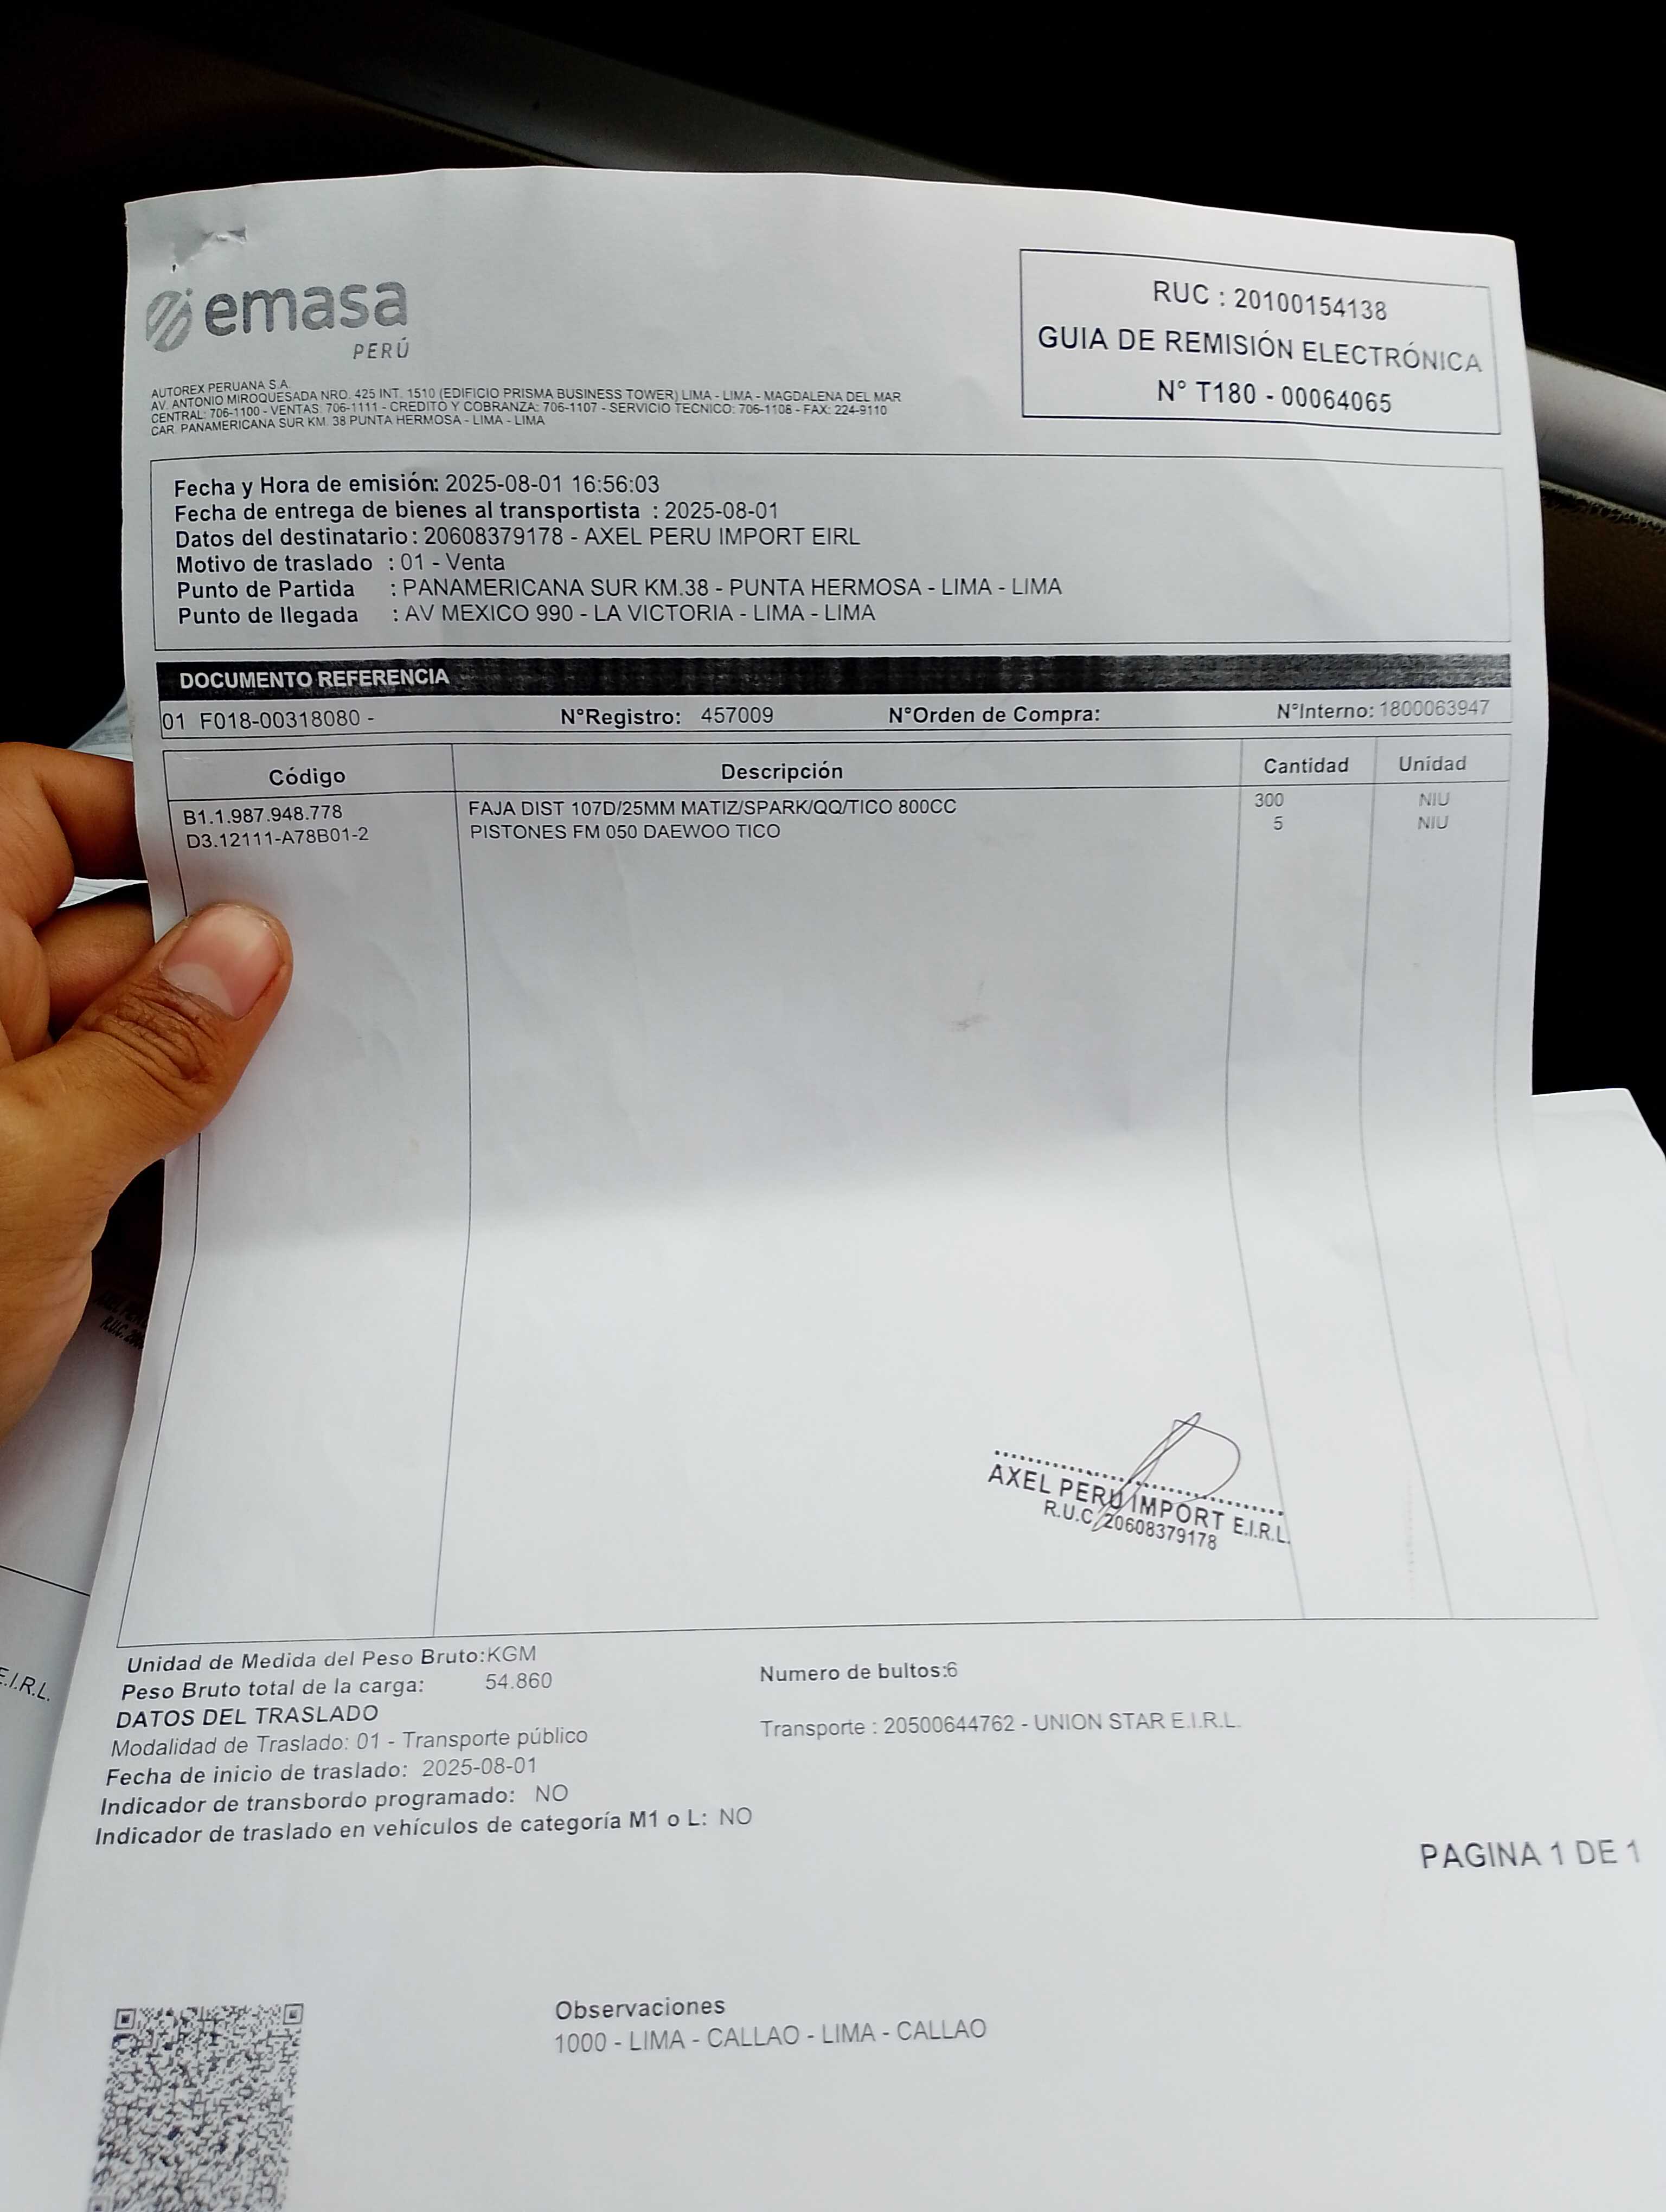 emasa
PERÚ
RUC : 20100154138
GUIA DE REMISIÓN ELECTRÓNICA
N° T180 - 00064065
AUTOREX PERUANA S.A.
AV. ANTONIO MIROQUESADA NRO. 425 INT. 1510 (EDIFICIO PRISMA BUSINESS TOWER) LIMA - LIMA - MAGDALENA DEL MAR
CENTRAL: 706-1100 - VENTAS: 706-1111 - CREDITO Y COBRANZA: 706-1107 - SERVICIO TECNICO: 706-1108 - FAX: 224-9110
CAR. PANAMERICANA SUR KM. 38 PUNTA HERMOSA - LIMA - LIMA
Fecha y Hora de emisión: 2025-08-01 16:56:03
Fecha de entrega de bienes al transportista : 2025-08-01
Datos del destinatario: 20608379178 - AXEL PERU IMPORT EIRL
Motivo de traslado : 01 - Venta
Punto de Partida : PANAMERICANA SUR KM.38 - PUNTA HERMOSA - LIMA - LIMA
Punto de llegada : AV MEXICO 990 - LA VICTORIA - LIMA - LIMA
DOCUMENTO REFERENCIA
01 F018-00318080 - N°Registro: 457009 N°Orden de Compra: N°Interno: 1800063947
Código Descripción Cantidad Unidad
B1.1.987.948.778 FAJA DIST 107D/25MM MATIZ/SPARK/QQ/TICO 800CC 300 NIU
D3.12111-A78B01-2 PISTONES FM 050 DAEWOO TICO 5 NIU
AXEL PERU IMPORT E.I.R.L.
R.U.C. 20608379178
Unidad de Medida del Peso Bruto:KGM
Peso Bruto total de la carga: 54.860 Numero de bultos:6
DATOS DEL TRASLADO
Modalidad de Traslado: 01 - Transporte público Transporte : 20500644762 - UNION STAR E.I.R.L.
Fecha de inicio de traslado: 2025-08-01
Indicador de transbordo programado: NO
Indicador de traslado en vehículos de categoría M1 o L: NO
PAGINA 1 DE 1
Observaciones
1000 - LIMA - CALLAO - LIMA - CALLAO
E.I.R.L.